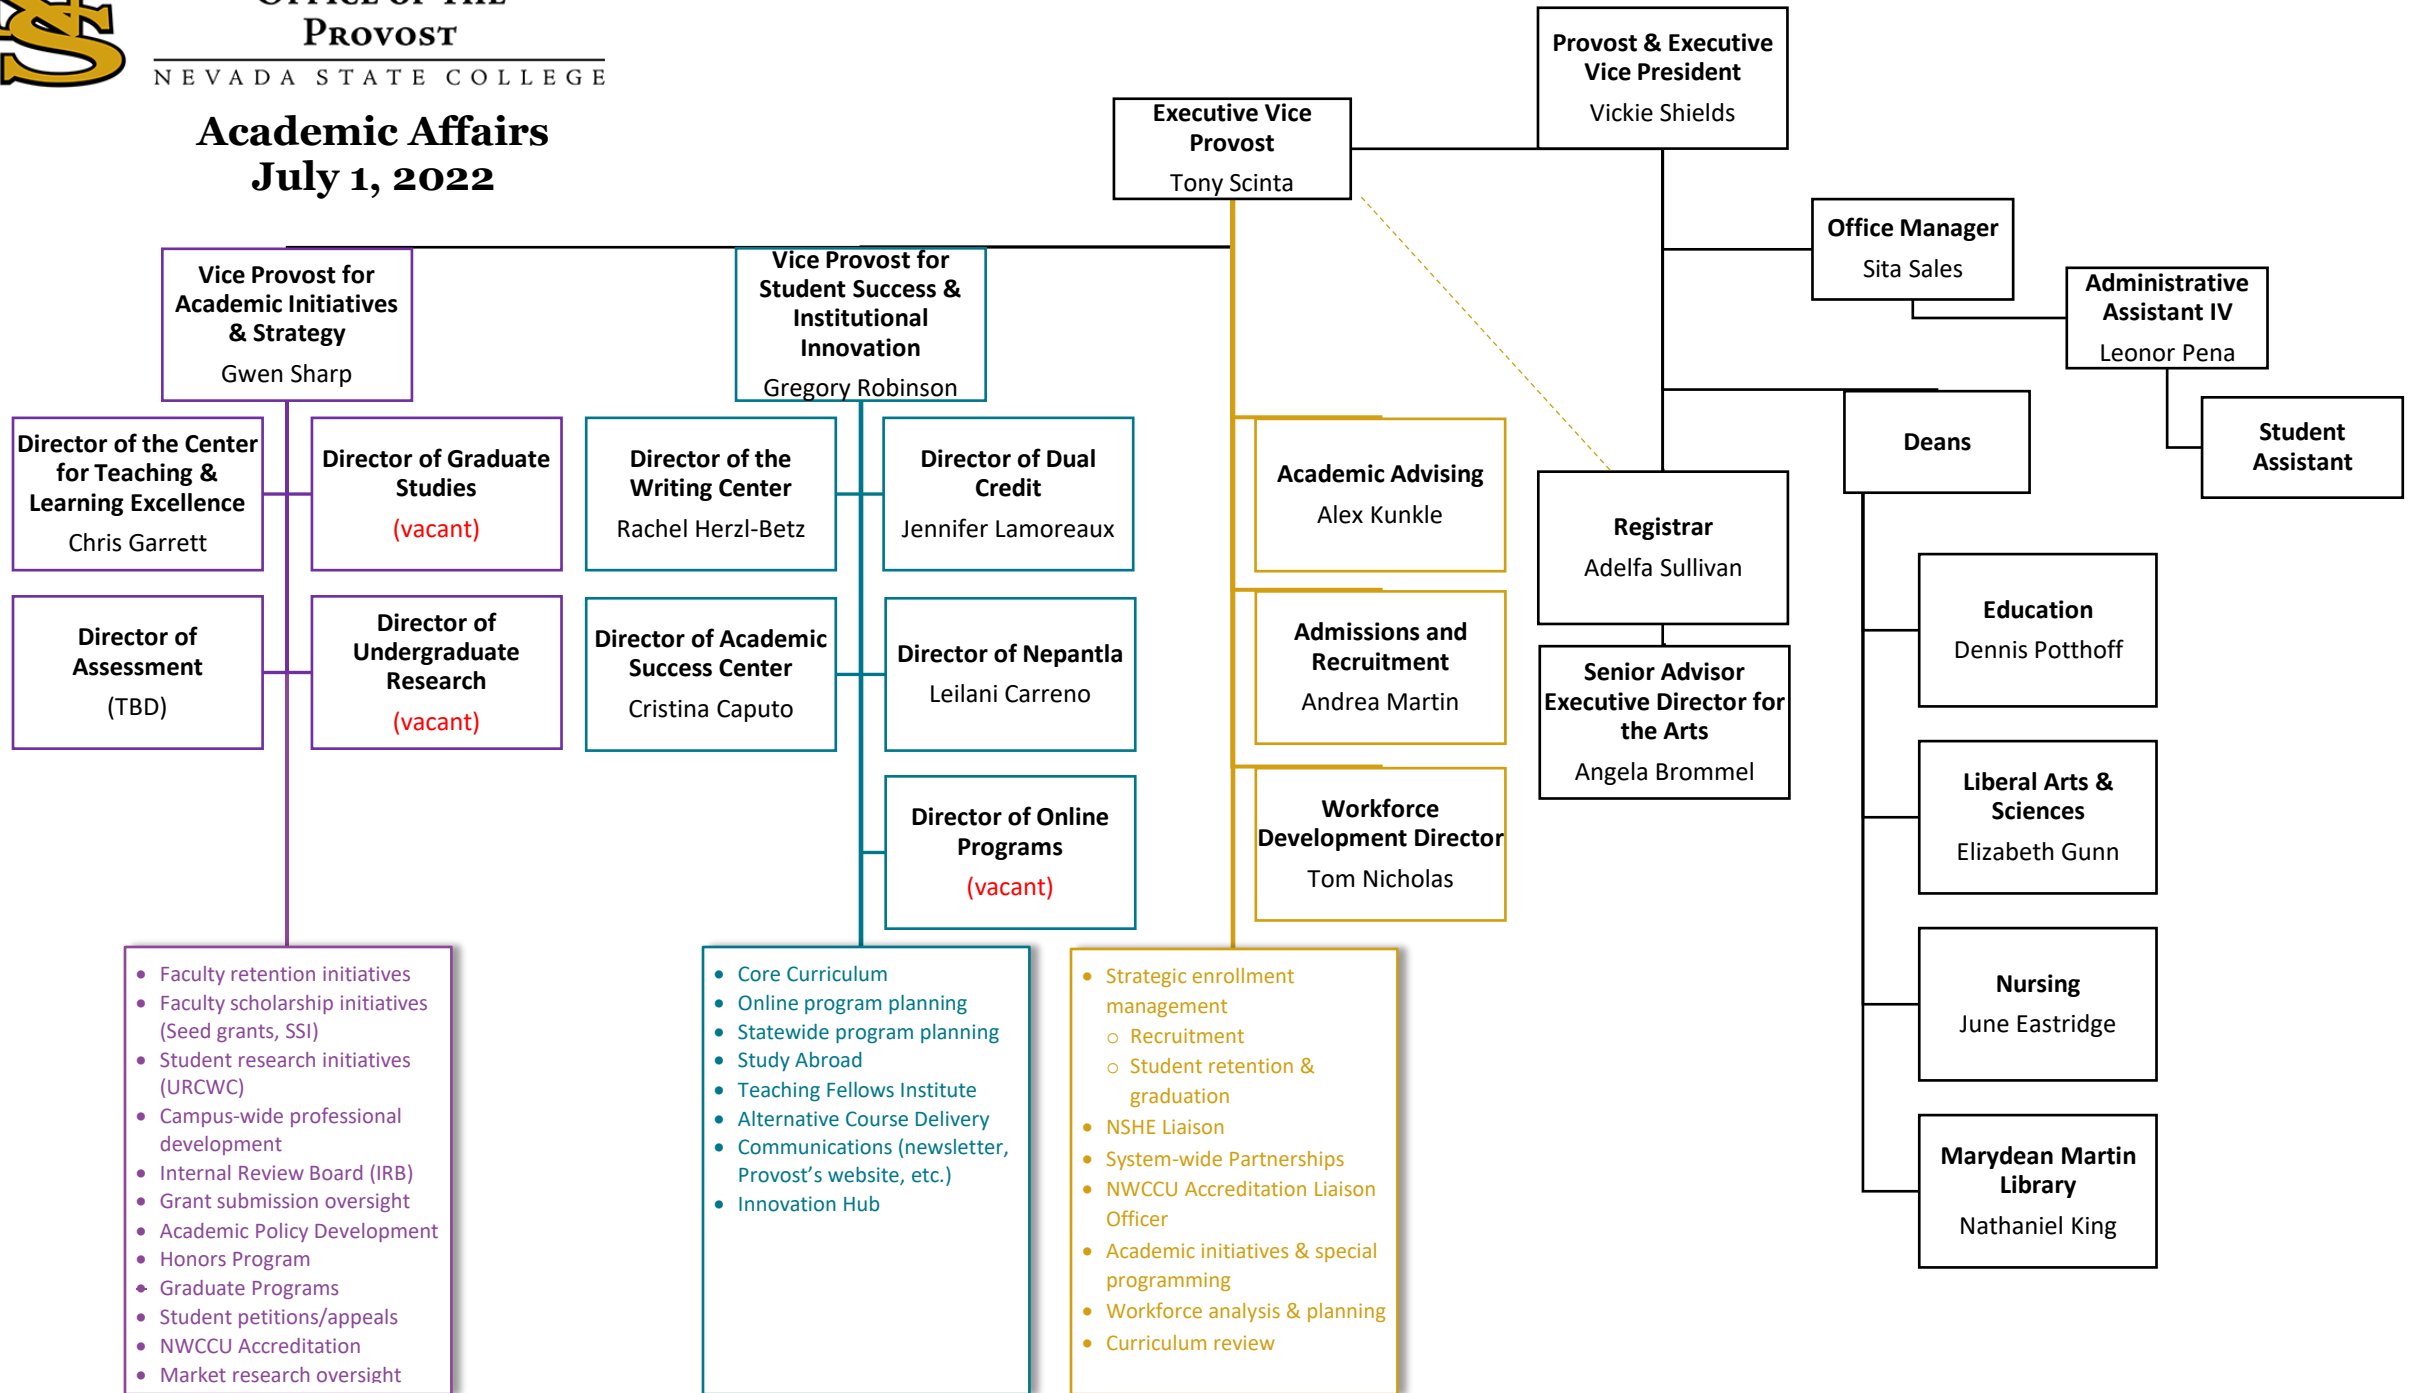 OFFICE OF THE
PROVOST
NEVADA STATE COLLEGE
Academic Affairs
July 1, 2022
Provost & Executive
Vice President
Vickie Shields
Executive Vice
Provost
Tony Scinta
Office Manager
Sita Sales
Administrative
Assistant IV
Leonor Pena
Student
Assistant
Vice Provost for
Academic Initiatives
& Strategy
Gwen Sharp
Vice Provost for
Student Success &
Institutional
Innovation
Gregory Robinson
Director of the Center
for Teaching &
Learning Excellence
Chris Garrett
Director of Graduate
Studies
(vacant)
Director of
Assessment
(TBD)
Director of
Undergraduate
Research
(vacant)
Director of the
Writing Center
Rachel Herzl-Betz
Director of Dual
Credit
Jennifer Lamoreaux
Director of Academic
Success Center
Cristina Caputo
Director of Nepantla
Leilani Carreno
Director of Online
Programs
(vacant)
Academic Advising
Alex Kunkle
Admissions and
Recruitment
Andrea Martin
Workforce
Development Director
Tom Nicholas
Registrar
Adelfa Sullivan
Senior Advisor
Executive Director for
the Arts
Angela Brommel
Deans
Education
Dennis Potthoff
Liberal Arts &
Sciences
Elizabeth Gunn
Nursing
June Eastridge
Marydean Martin
Library
Nathaniel King
• Faculty retention initiatives
• Faculty scholarship initiatives
(Seed grants, SSI)
• Student research initiatives
(URCWC)
• Campus-wide professional
development
• Internal Review Board (IRB)
• Grant submission oversight
• Academic Policy Development
• Honors Program
• Graduate Programs
• Student petitions/appeals
• NWCCU Accreditation
• Market research oversight
• Core Curriculum
• Online program planning
• Statewide program planning
• Study Abroad
• Teaching Fellows Institute
• Alternative Course Delivery
• Communications (newsletter,
Provost’s website, etc.)
• Innovation Hub
• Strategic enrollment
management
o Recruitment
o Student retention &
graduation
• NSHE Liaison
• System-wide Partnerships
• NWCCU Accreditation Liaison
Officer
• Academic initiatives & special
programming
• Workforce analysis & planning
• Curriculum review